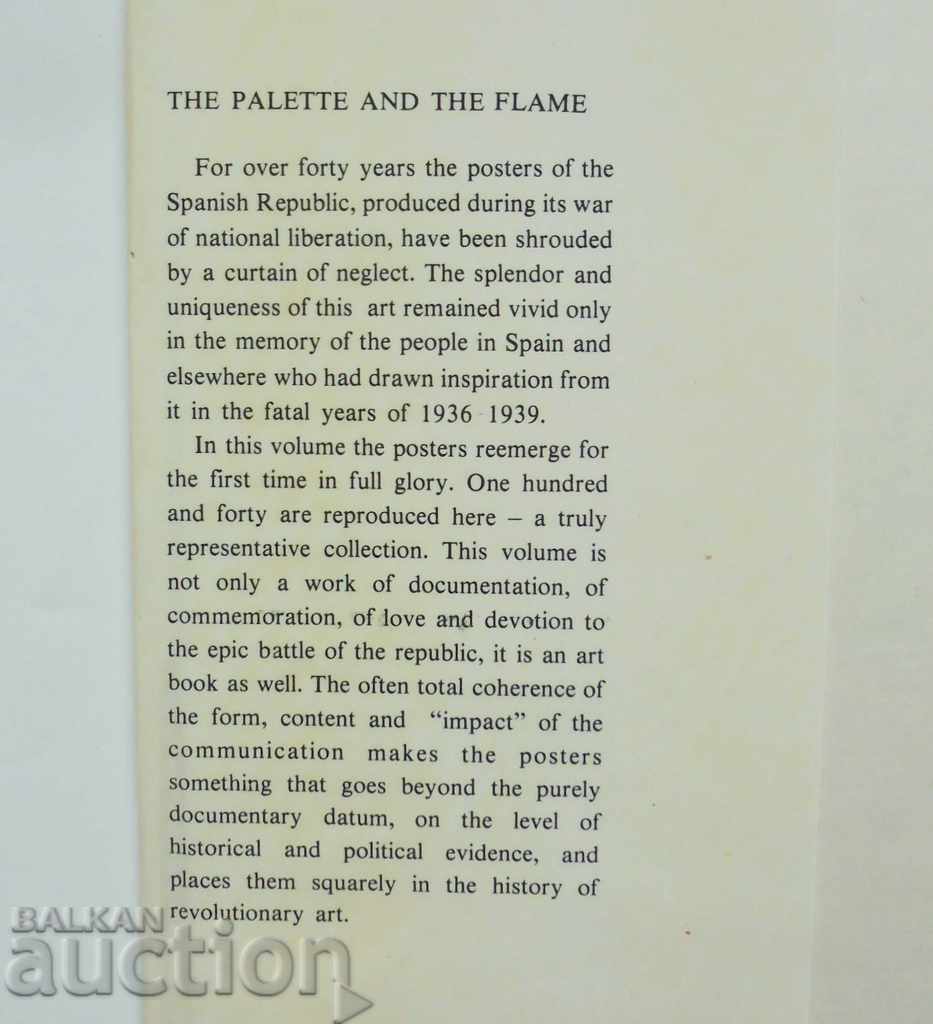 THE PALETTE AND THE FLAME
For over forty years the posters of the
Spanish Republic, produced during its war
of national liberation, have been shrouded
by a curtain of neglect. The splendor and
uniqueness of this art remained vivid only
in the memory of the people in Spain and
elsewhere who had drawn inspiration from
it in the fatal years of 1936-1939.
In this volume the posters reemerge for
the first time in full glory. One hundred
and forty are reproduced here – a truly
representative collection. This volume is
not only a work of documentation, of
commemoration, of love and devotion to
the epic battle of the republic, it is an art
book as well. The often total coherence of
the form, content and "impact" of the
communication makes the posters
something that goes beyond the purely
documentary datum, on the level of
historical and political evidence, and
places them squarely in the history of
revolutionary art.
BALKAN
auction